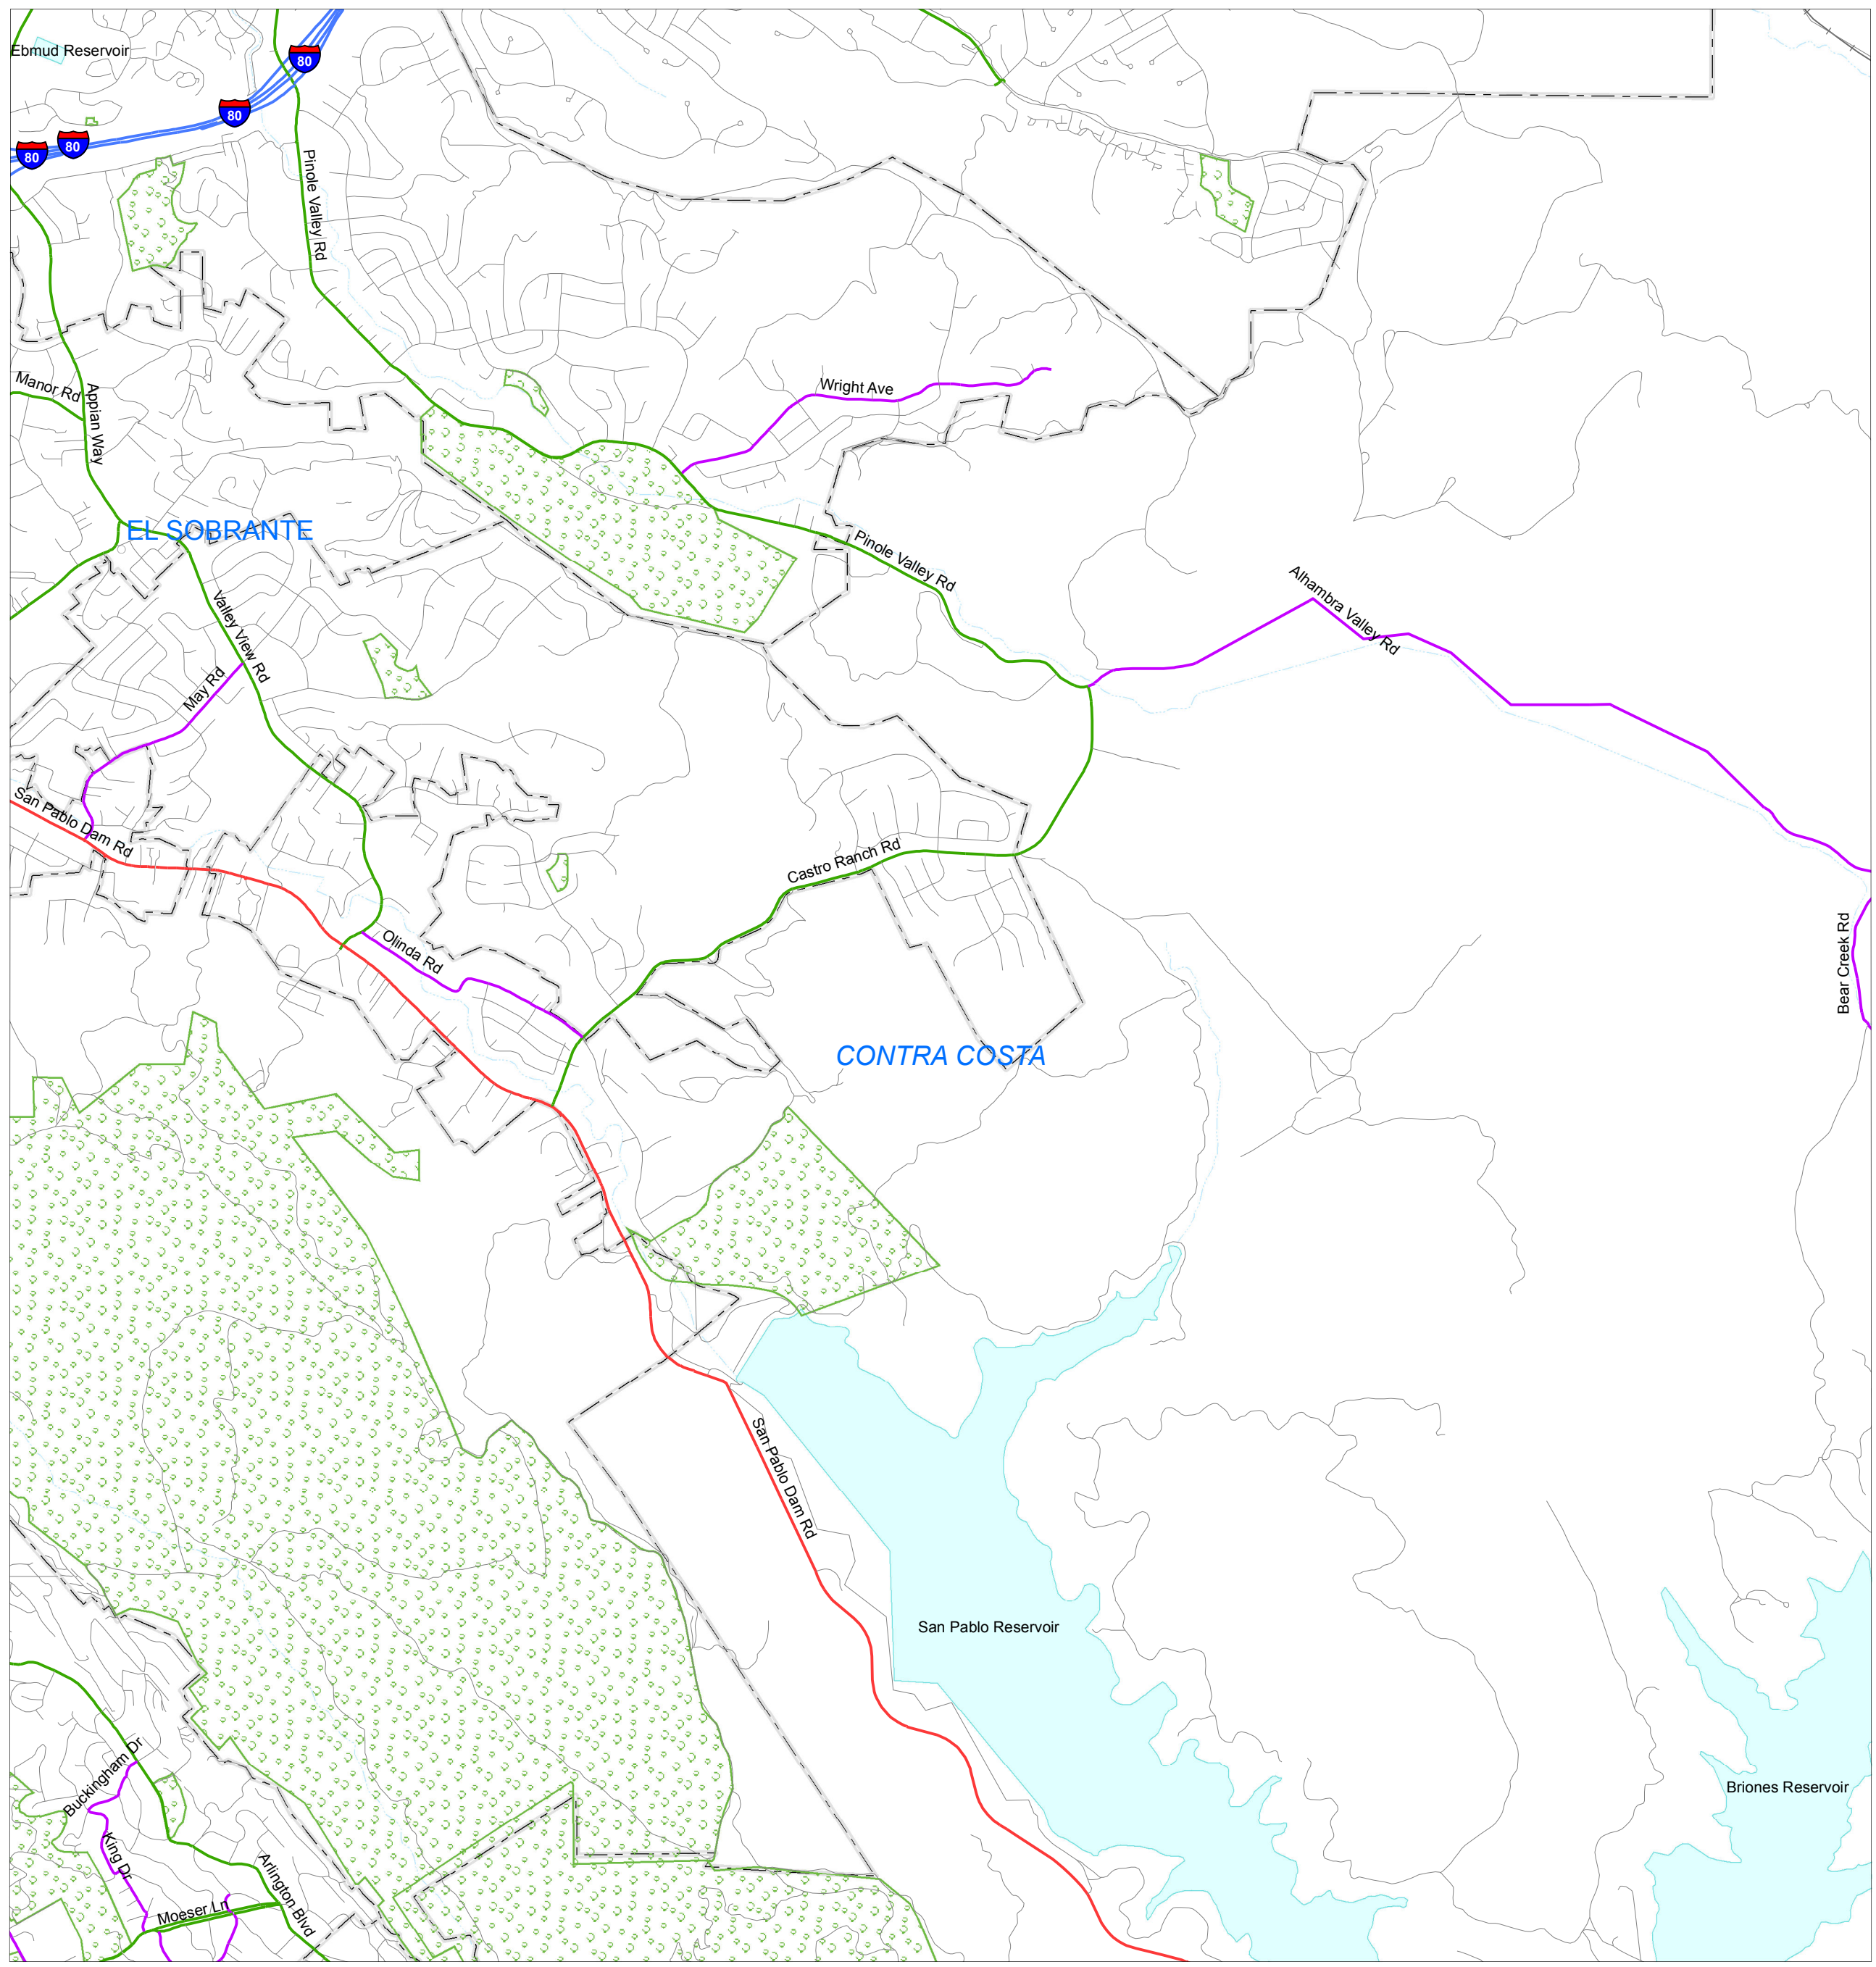 Ebmud Reservoir
80
80
80
80
Pinole Valley Rd
Manor Rd
Appian Way
Wright Ave
EL SOBRANTE
Pinole Valley Rd
Alhambra Valley Rd
Valley View Rd
May Rd
San Pablo Dam Rd
Castro Ranch Rd
Olinda Rd
Bear Creek Rd
CONTRA COSTA
San Pablo Dam Rd
San Pablo Reservoir
Buckingham Dr
Briones Reservoir
King Dr
Arlington Blvd
Moeser Ln